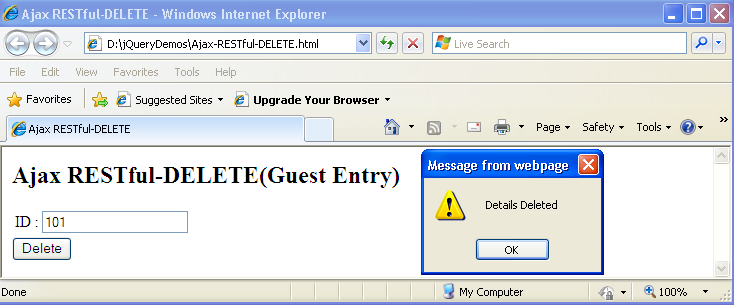 Ajax RESTful-DELETE - Windows Internet Explorer
D:\jQueryDemos\Ajax-RESTful-DELETE.html
Live Search
File Edit View Favorites Tools Help
Favorites Suggested Sites Upgrade Your Browser
Ajax RESTful-DELETE
Page Safety Tools
»
Ajax RESTful-DELETE(Guest Entry)
ID : 101
Delete
Message from webpage
Details Deleted
OK
Done
My Computer
100%